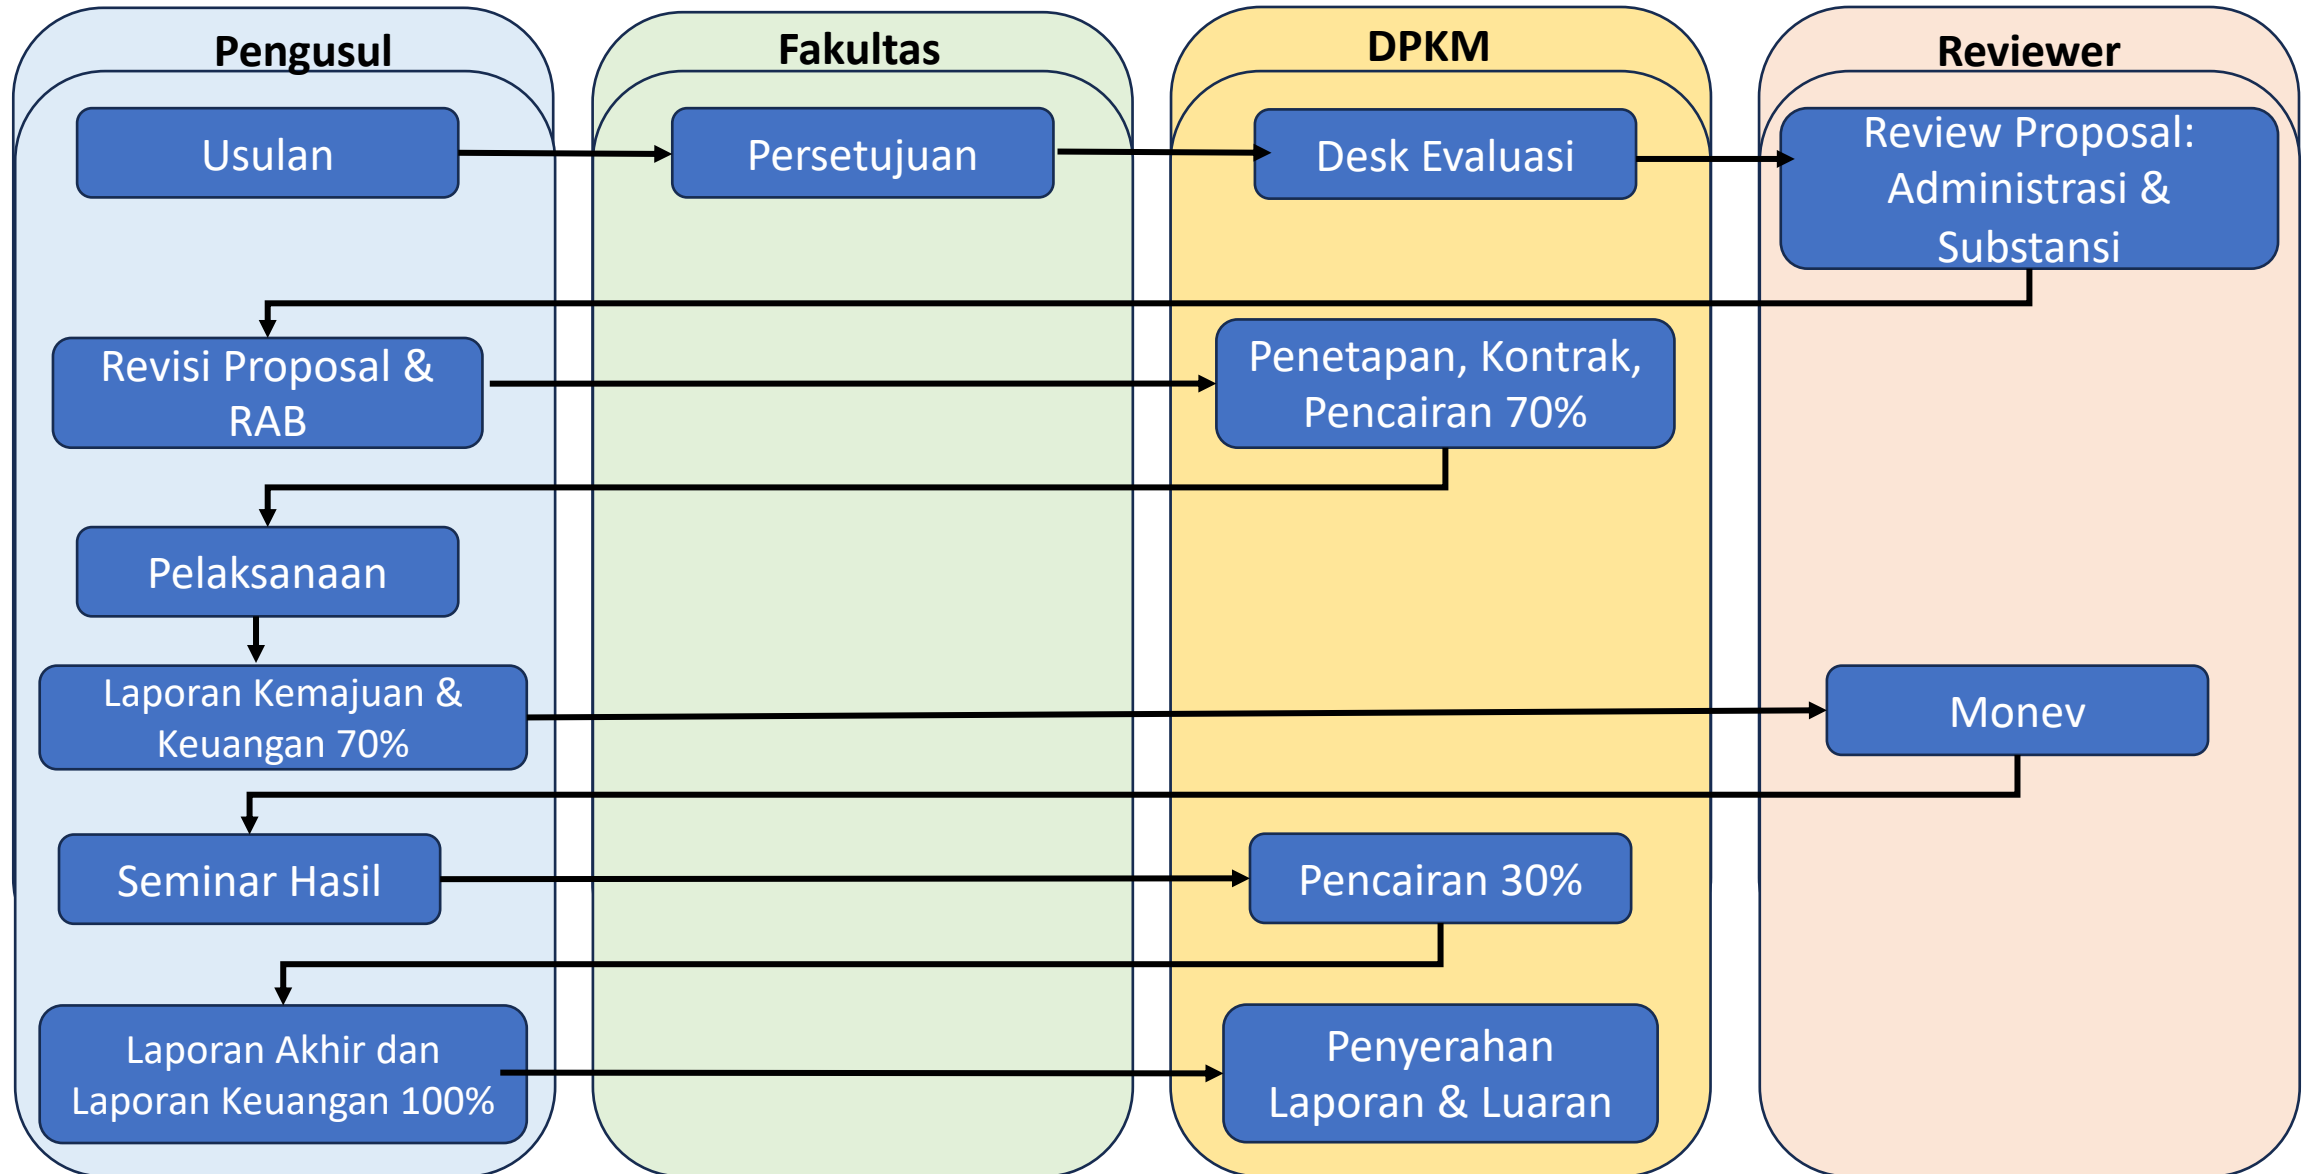 Pengusul
Fakultas
DPKM
Reviewer
Usulan
Persetujuan
Desk Evaluasi
Review Proposal:
Administrasi &
Substansi
Revisi Proposal &
RAB
Penetapan, Kontrak,
Pencairan 70%
Pelaksanaan
Laporan Kemajuan &
Keuangan 70%
Monev
Seminar Hasil
Pencairan 30%
Laporan Akhir dan
Laporan Keuangan 100%
Penyerahan
Laporan & Luaran